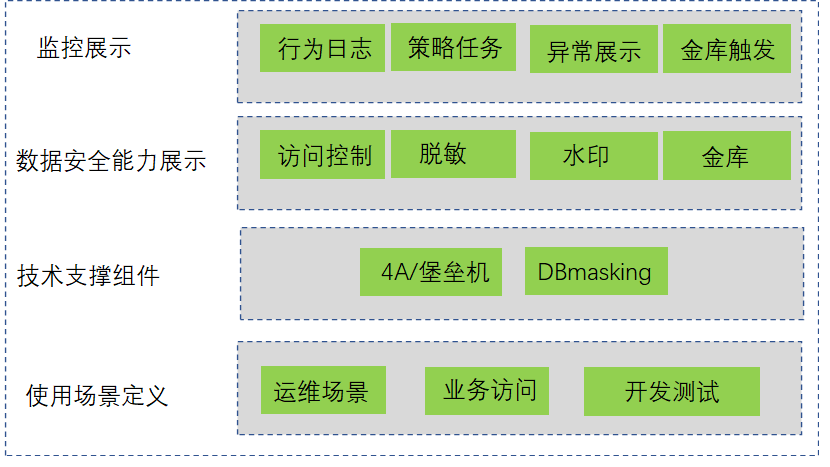 监控展示
行为日志
策略任务
异常展示
金库触发
数据安全能力展示
访问控制
脱敏
水印
金库
技术支撑组件
4A/堡垒机
DBmasking
使用场景定义
运维场景
业务访问
开发测试